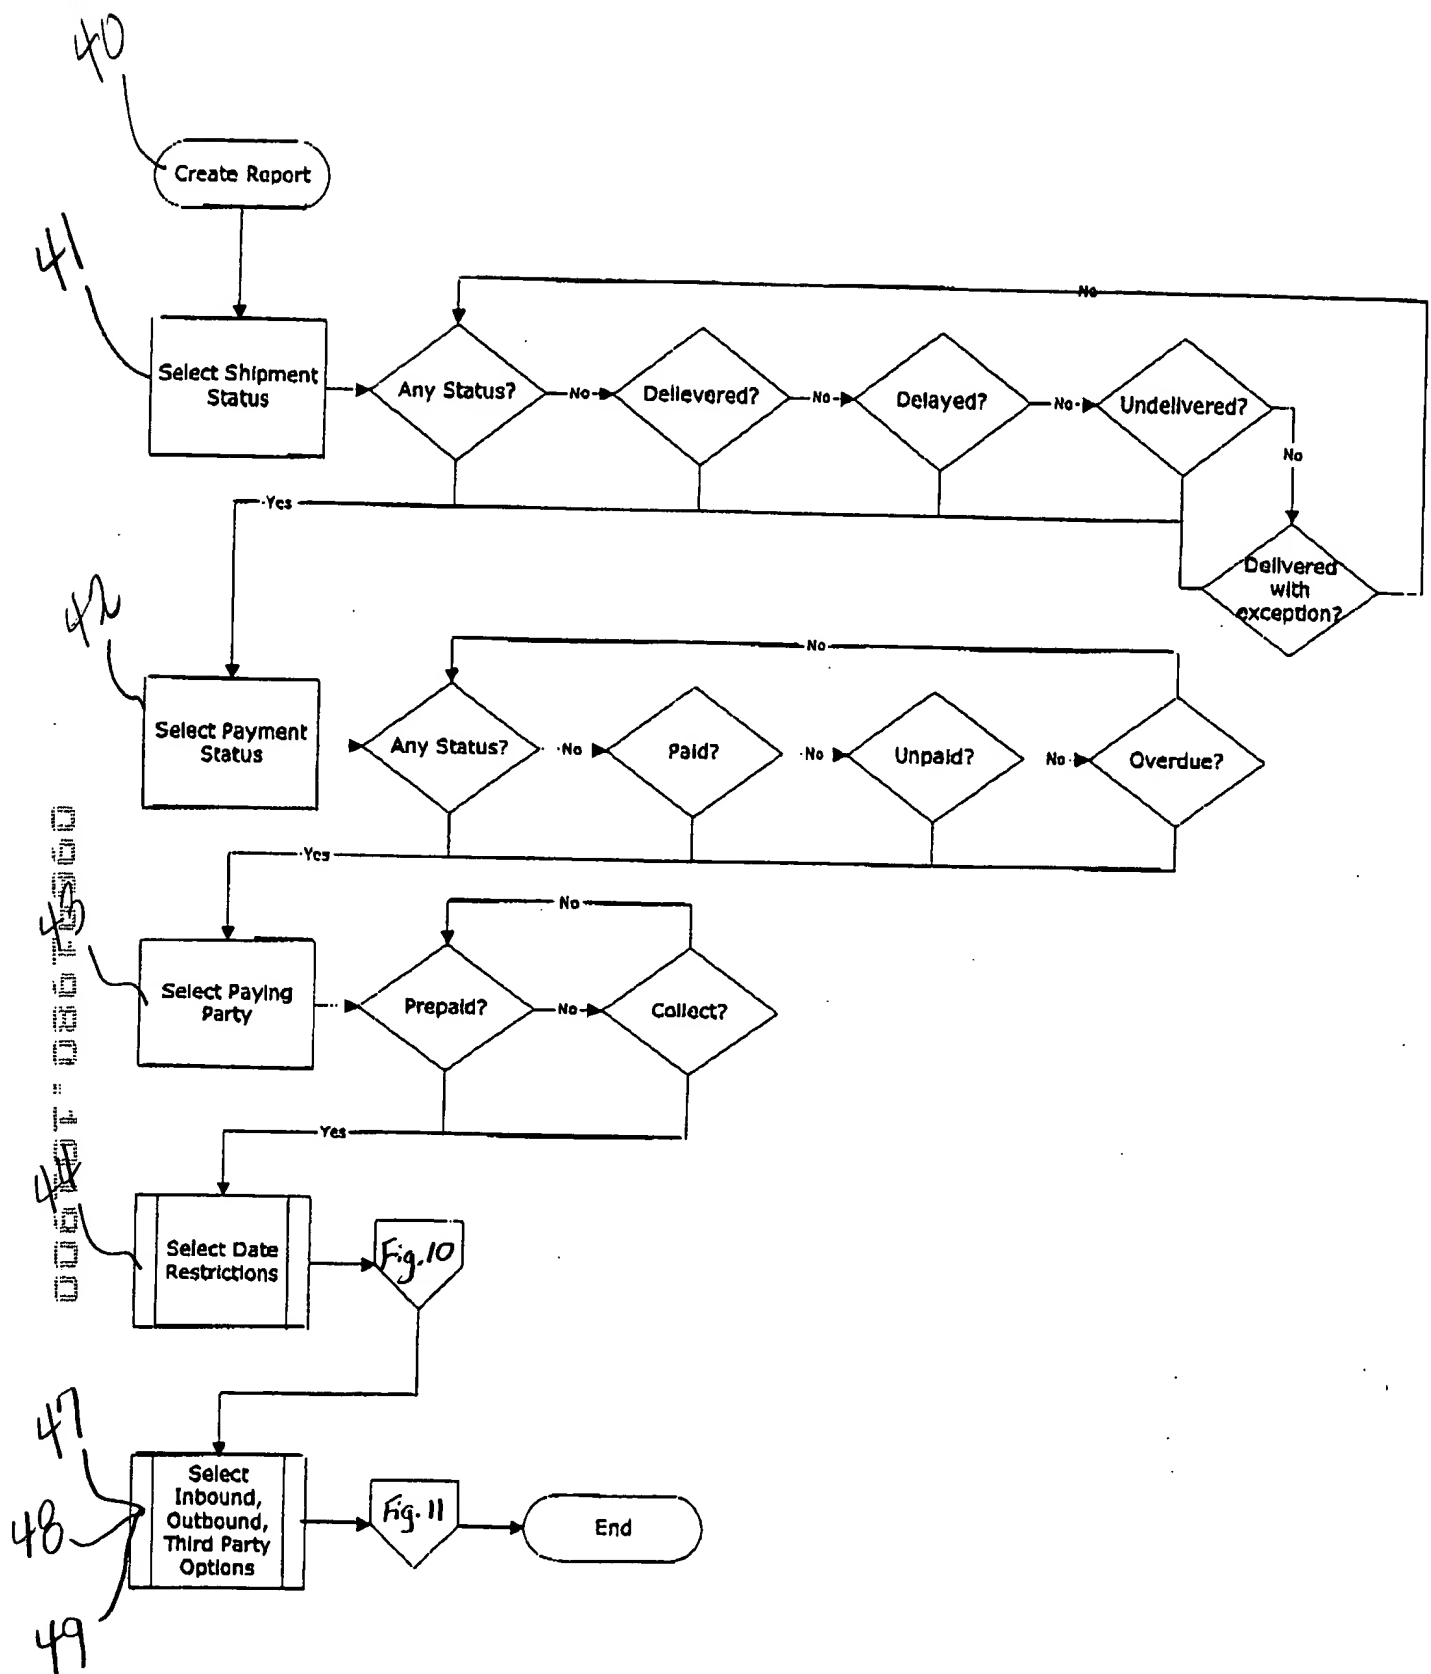 40
Create Report
41
Select Shipment
Status
Any Status?
No
Delievered?
No
Delayed?
No
Undelivered?
No
No
Delivered
with
exception?
Yes
42
Select Payment
Status
Any Status?
No
Paid?
No
Unpaid?
No
Overdue?
No
Yes
43
Select Paying
Party
Prepaid?
No
Collect?
No
Yes
44
Select Date
Restrictions
Fig. 10
47
48
49
Select
Inbound,
Outbound,
Third Party
Options
Fig. 11
End